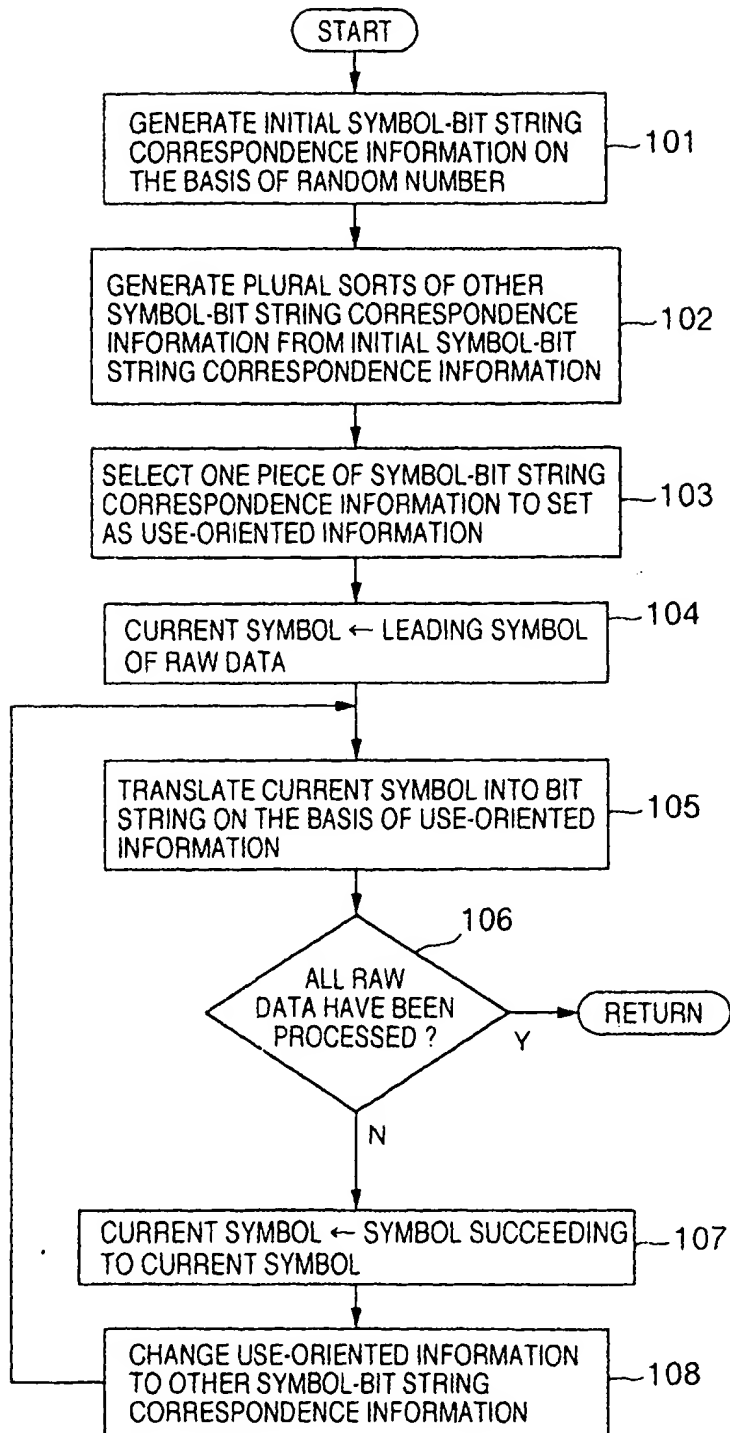 START
GENERATE INITIAL SYMBOL-BIT STRING
CORRESPONDENCE INFORMATION ON
THE BASIS OF RANDOM NUMBER
101
GENERATE PLURAL SORTS OF OTHER
SYMBOL-BIT STRING CORRESPONDENCE
INFORMATION FROM INITIAL SYMBOL-BIT
STRING CORRESPONDENCE INFORMATION
102
SELECT ONE PIECE OF SYMBOL-BIT STRING
CORRESPONDENCE INFORMATION TO SET
AS USE-ORIENTED INFORMATION
103
CURRENT SYMBOL ← LEADING SYMBOL
OF RAW DATA
104
TRANSLATE CURRENT SYMBOL INTO BIT
STRING ON THE BASIS OF USE-ORIENTED
INFORMATION
105
106
ALL RAW
DATA HAVE BEEN
PROCESSED ?
Y
RETURN
N
CURRENT SYMBOL ← SYMBOL SUCCEEDING
TO CURRENT SYMBOL
107
CHANGE USE-ORIENTED INFORMATION
TO OTHER SYMBOL-BIT STRING
CORRESPONDENCE INFORMATION
108